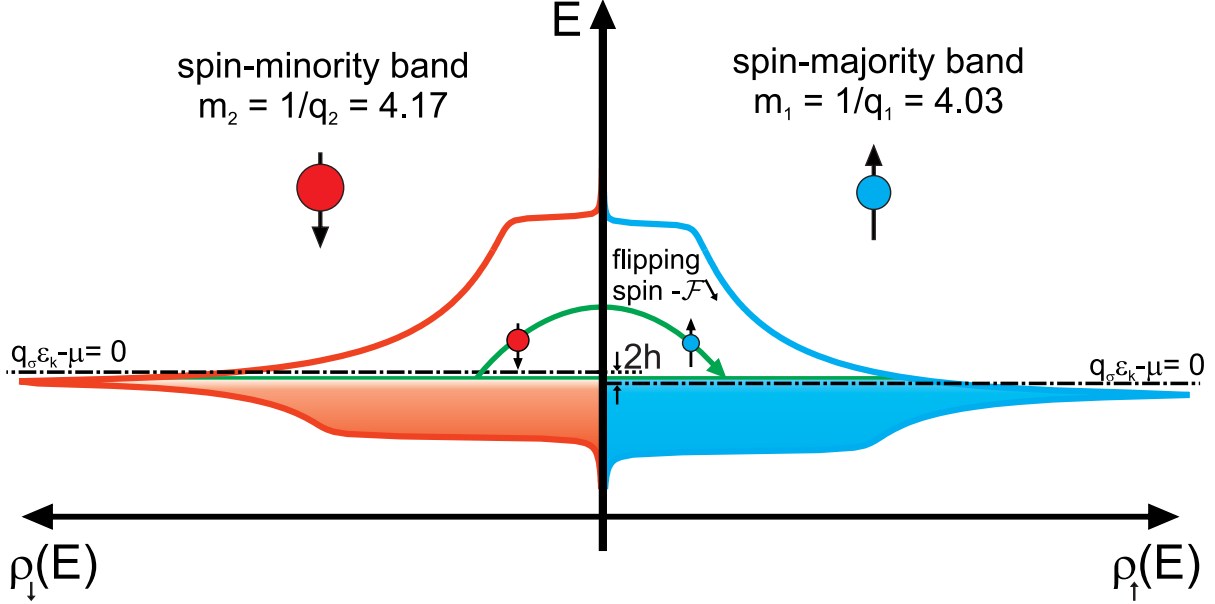 E
spin-minority band
m₂ = 1/q₂ = 4.17
spin-majority band
m₁ = 1/q₁ = 4.03
flipping
spin -ℱ↘
q_σε_k-μ= 0
2h
q_σε_k-μ= 0
ρ↓(E)
ρ↑(E)